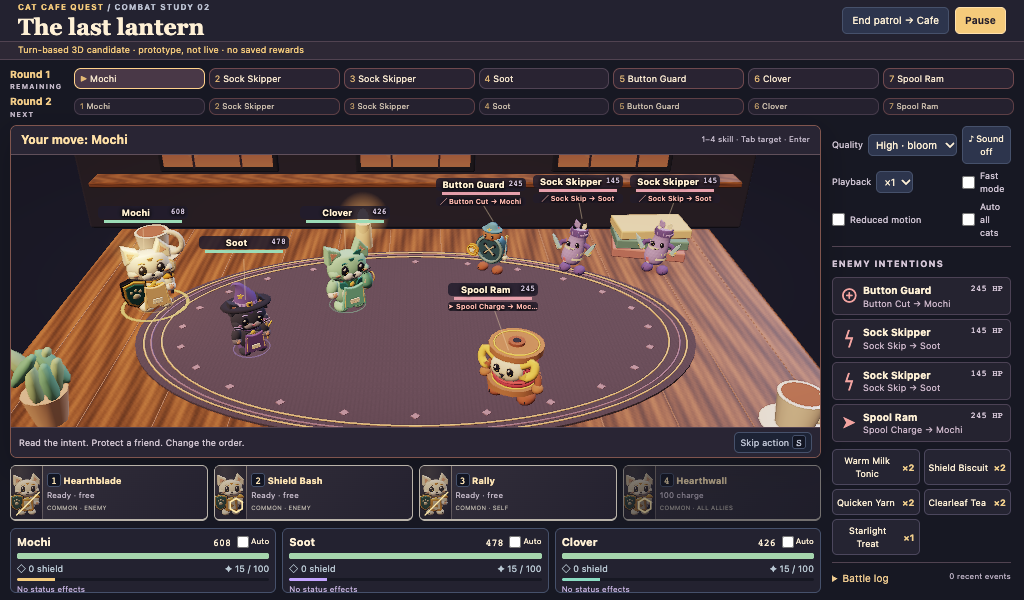 CAT CAFE QUEST / COMBAT STUDY 02
The last lantern
End patrol → Cafe
Pause
Turn-based 3D candidate · prototype, not live · no saved rewards
Round 1
REMAINING
▶ Mochi
2 Sock Skipper
3 Sock Skipper
4 Soot
5 Button Guard
6 Clover
7 Spool Ram
Round 2
NEXT
1 Mochi
2 Sock Skipper
3 Sock Skipper
4 Soot
5 Button Guard
6 Clover
7 Spool Ram
Your move: Mochi
1–4 skill · Tab target · Enter
Mochi 608
Soot 478
Clover 426
Button Guard 245
Button Cut → Mochi
Sock Skipper 145
Sock Skip → Soot
Sock Skipper 145
Sock Skip → Soot
Spool Ram 245
Spool Charge → Moc...
Read the intent. Protect a friend. Change the order.
Skip action S
1 Hearthblade
Ready · free
COMMON · ENEMY
2 Shield Bash
Ready · free
COMMON · ENEMY
3 Rally
Ready · free
COMMON · SELF
4 Hearthwall
100 charge
COMMON · ALL ALLIES
Mochi 608 Auto
0 shield 15 / 100
No status effects
Soot 478 Auto
0 shield 15 / 100
No status effects
Clover 426 Auto
0 shield 15 / 100
No status effects
Quality High · bloom
♪ Sound
off
Playback x1
Fast
mode
Reduced motion
Auto
all
cats
ENEMY INTENTIONS
Button Guard 245 HP
Button Cut → Mochi
Sock Skipper 145 HP
Sock Skip → Soot
Sock Skipper 145 HP
Sock Skip → Soot
Spool Ram 245 HP
Spool Charge → Mochi
Warm Milk
Tonic ×2
Shield Biscuit ×2
Quicken Yarn ×2
Clearleaf Tea ×2
Starlight
Treat ×1
▶ Battle log
0 recent events